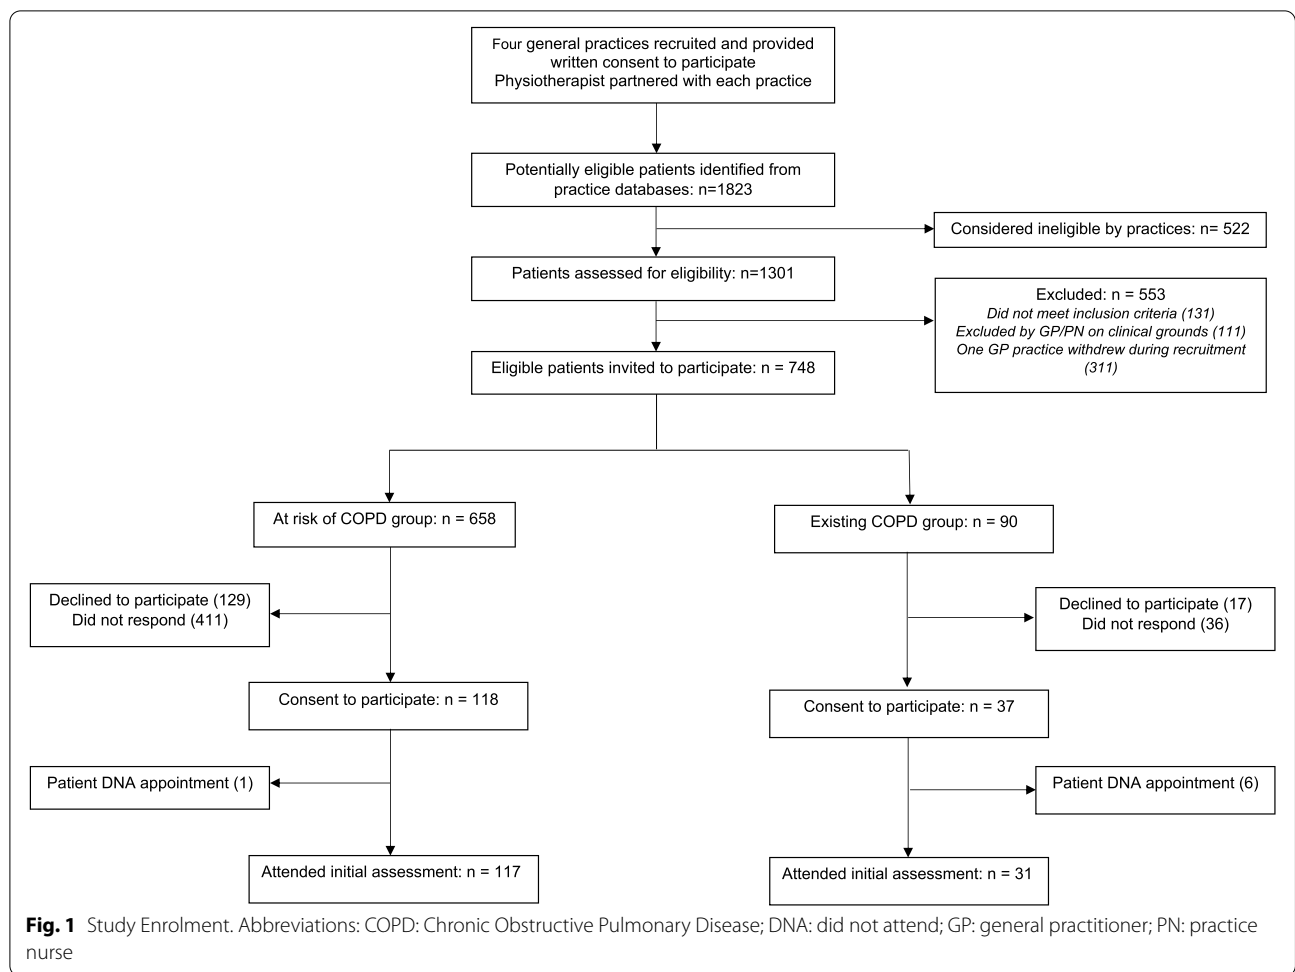 Four general practices recruited and provided
written consent to participate
Physiotherapist partnered with each practice
Potentially eligible patients identified from
practice databases: n=1823
Considered ineligible by practices: n= 522
Patients assessed for eligibility: n=1301
Excluded: n = 553
Did not meet inclusion criteria (131)
Excluded by GP/PN on clinical grounds (111)
One GP practice withdrew during recruitment
(311)
Eligible patients invited to participate: n = 748
At risk of COPD group: n = 658
Existing COPD group: n = 90
Declined to participate (129)
Did not respond (411)
Declined to participate (17)
Did not respond (36)
Consent to participate: n = 118
Consent to participate: n = 37
Patient DNA appointment (1)
Patient DNA appointment (6)
Attended initial assessment: n = 117
Attended initial assessment: n = 31
Fig. 1 Study Enrolment. Abbreviations: COPD: Chronic Obstructive Pulmonary Disease; DNA: did not attend; GP: general practitioner; PN: practice
nurse